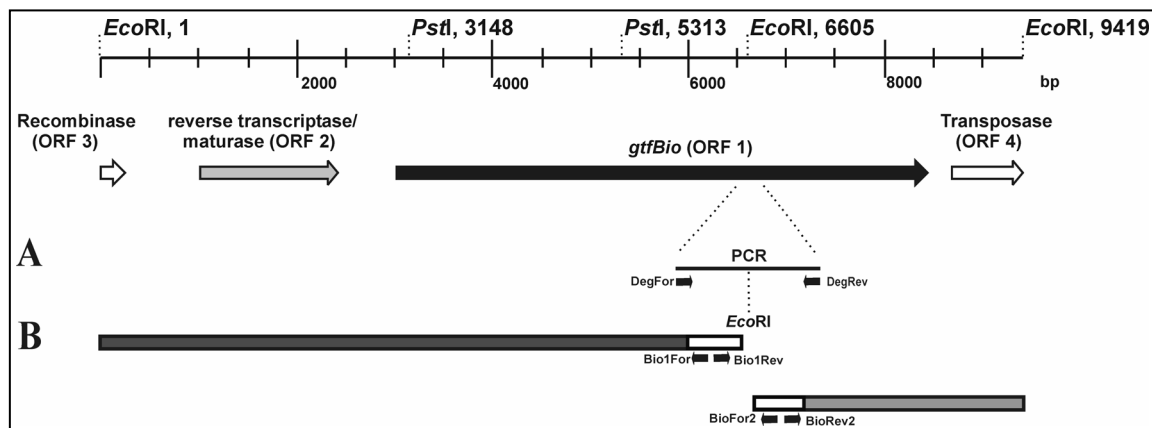 EcoRI, 1 PstI, 3148 PstI, 5313 EcoRI, 6605 EcoRI, 9419
2000 4000 6000 8000 bp
Recombinase
(ORF 3)
reverse transcriptase/
maturase (ORF 2)
gtfBio (ORF 1)
Transposase
(ORF 4)
A
PCR
DegFor DegRev
EcoRI
B
Bio1For Bio1Rev
BioFor2 BioRev2